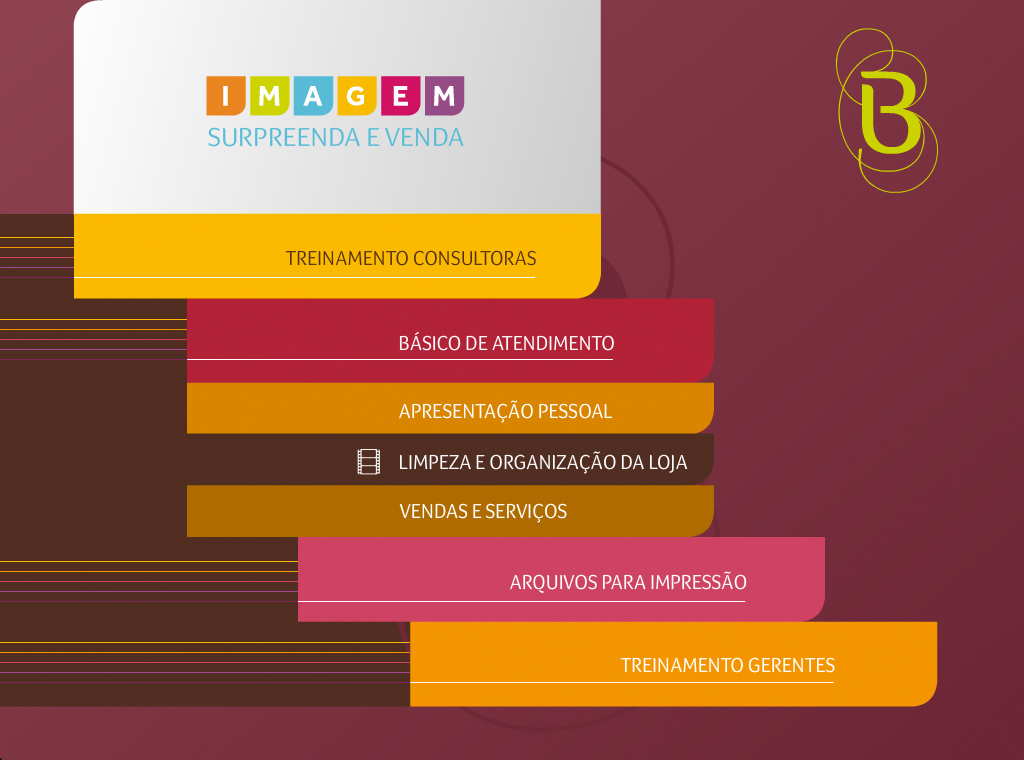 IMAGEM
SURPREENDA E VENDA
B
TREINAMENTO CONSULTORAS
BÁSICO DE ATENDIMENTO
APRESENTAÇÃO PESSOAL
LIMPEZA E ORGANIZAÇÃO DA LOJA
VENDAS E SERVIÇOS
ARQUIVOS PARA IMPRESSÃO
TREINAMENTO GERENTES